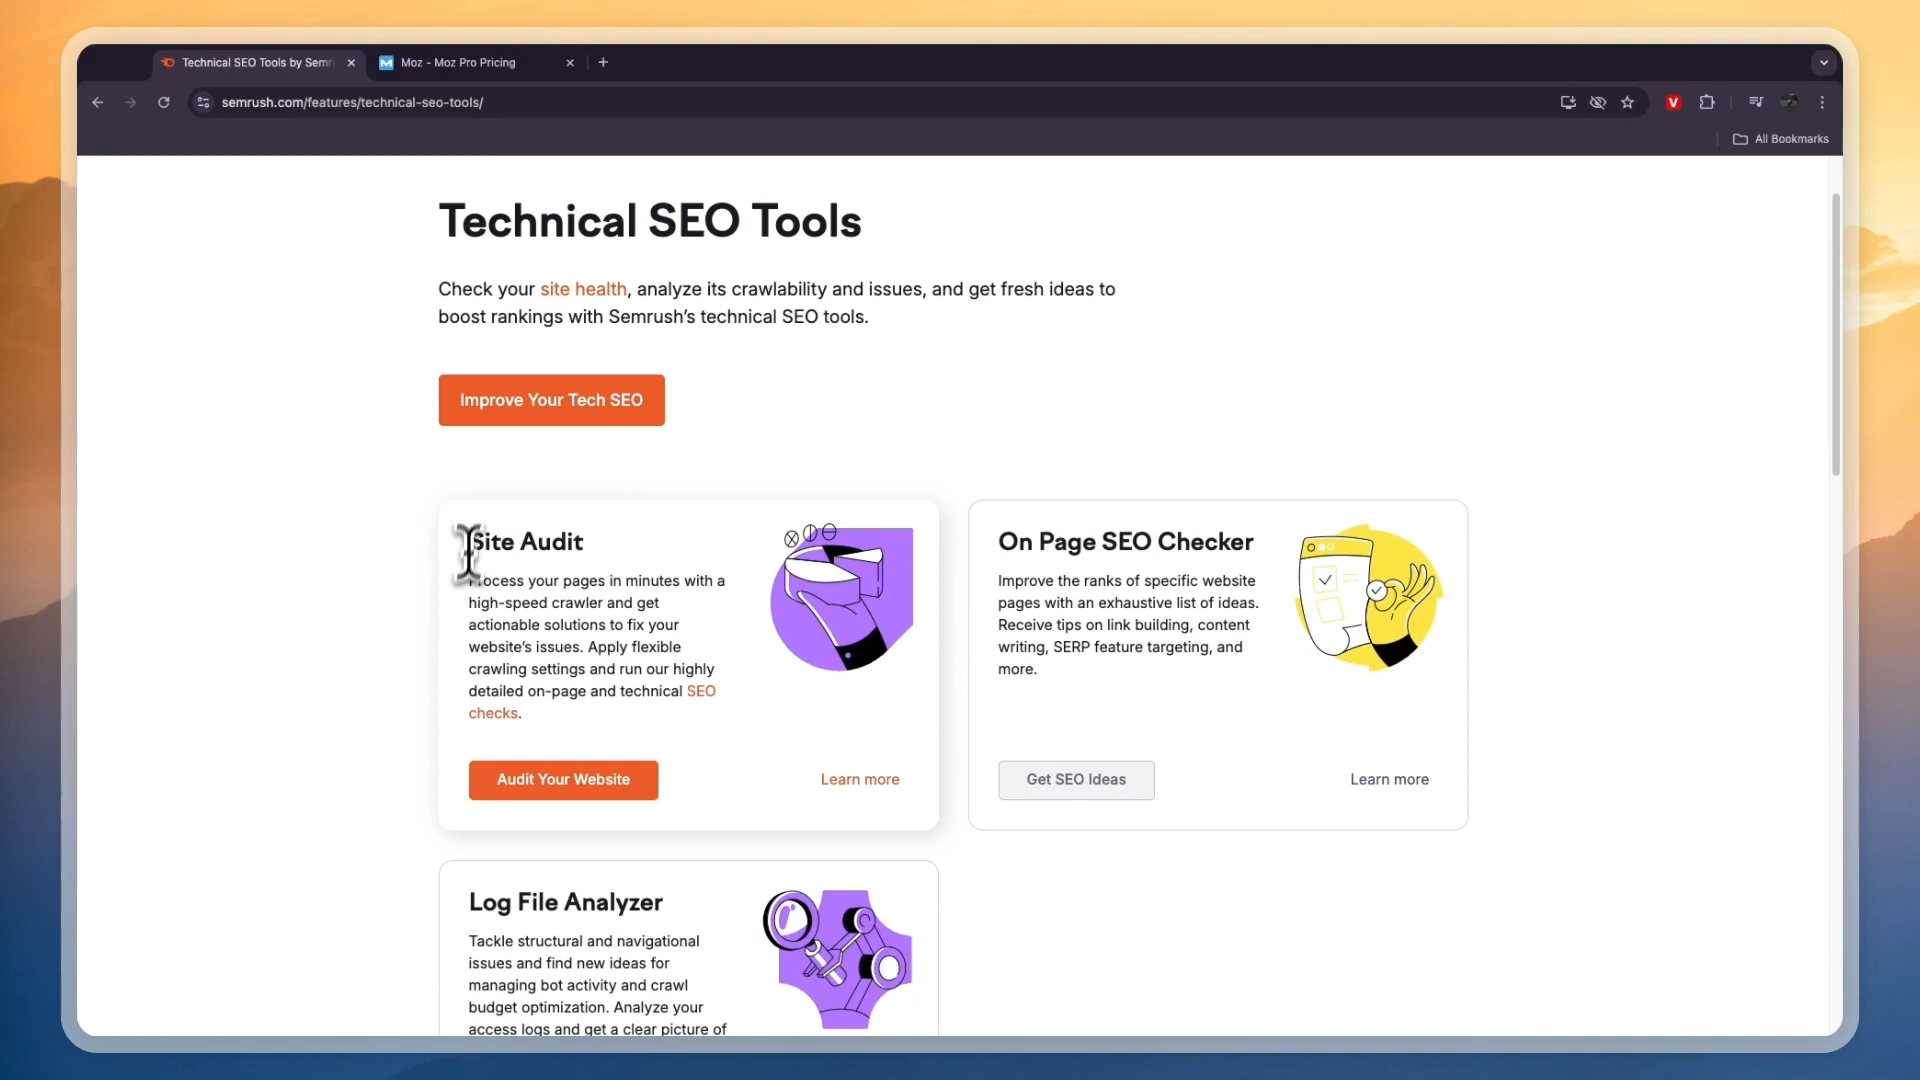 Technical SEO Tools by Semr
Moz - Moz Pro Pricing
semrush.com/features/technical-seo-tools/
All Bookmarks
Technical SEO Tools
Check your site health, analyze its crawlability and issues, and get fresh ideas to
boost rankings with Semrush's technical SEO tools.
Improve Your Tech SEO
Site Audit
Process your pages in minutes with a
high-speed crawler and get
actionable solutions to fix your
website's issues. Apply flexible
crawling settings and run our highly
detailed on-page and technical SEO
checks.
Audit Your Website
Learn more
On Page SEO Checker
Improve the ranks of specific website
pages with an exhaustive list of ideas.
Receive tips on link building, content
writing, SERP feature targeting, and
more.
Get SEO Ideas
Learn more
Log File Analyzer
Tackle structural and navigational
issues and find new ideas for
managing bot activity and crawl
budget optimization. Analyze your
access logs and get a clear picture of